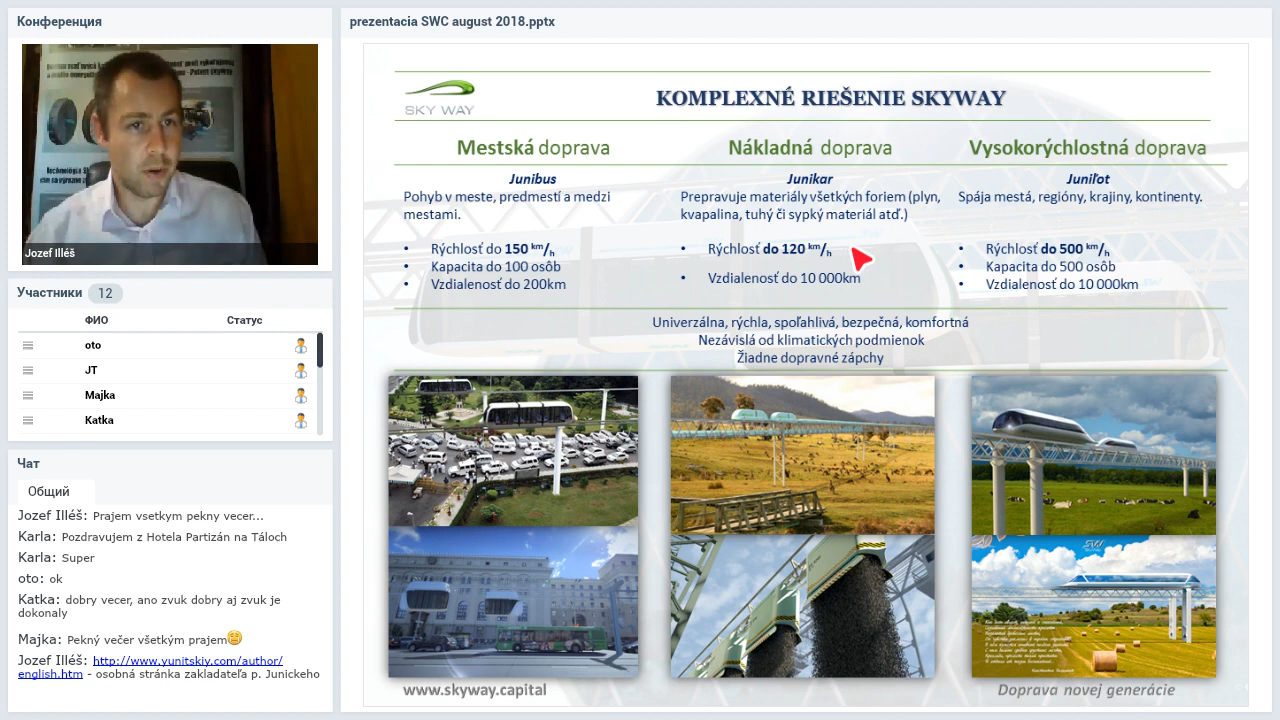 Конференция
Jozef Illéš
Участники 12
ФИО Статус
oto
JT
Majka
Katka
Чат
Общий
Jozef Illéš: Prajem vsetkym pekny vecer...
Karla: Pozdravujem z Hotela Partizán na Táloch
Karla: Super
oto: ok
Katka: dobry vecer, ano zvuk dobry aj zvuk je
dokonaly
Majka: Pekný večer všetkým prajem
Jozef Illéš: http://www.yunitskiy.com/author/
english.htm - osobná stránka zakladateľa p. Junickeho
prezentacia SWC august 2018.pptx
SKY WAY
KOMPLEXNÉ RIEŠENIE SKYWAY
Mestská doprava
Junibus
Pohyb v meste, predmestí a medzi
mestami.
• Rýchlosť do 150 km/h
• Kapacita do 100 osôb
• Vzdialenosť do 200km
Nákladná doprava
Junikar
Prepravuje materiály všetkých foriem (plyn,
kvapalina, tuhý či sypký materiál atď.)
• Rýchlosť do 120 km/h
• Vzdialenosť do 10 000km
Vysokorýchlostná doprava
Juniľot
Spája mestá, regióny, krajiny, kontinenty.
• Rýchlosť do 500 km/h
• Kapacita do 500 osôb
• Vzdialenosť do 10 000km
Univerzálna, rýchla, spoľahlivá, bezpečná, komfortná
Nezávislá od klimatických podmienok
Žiadne dopravné zápchy
www.skyway.capital
Doprava novej generácie